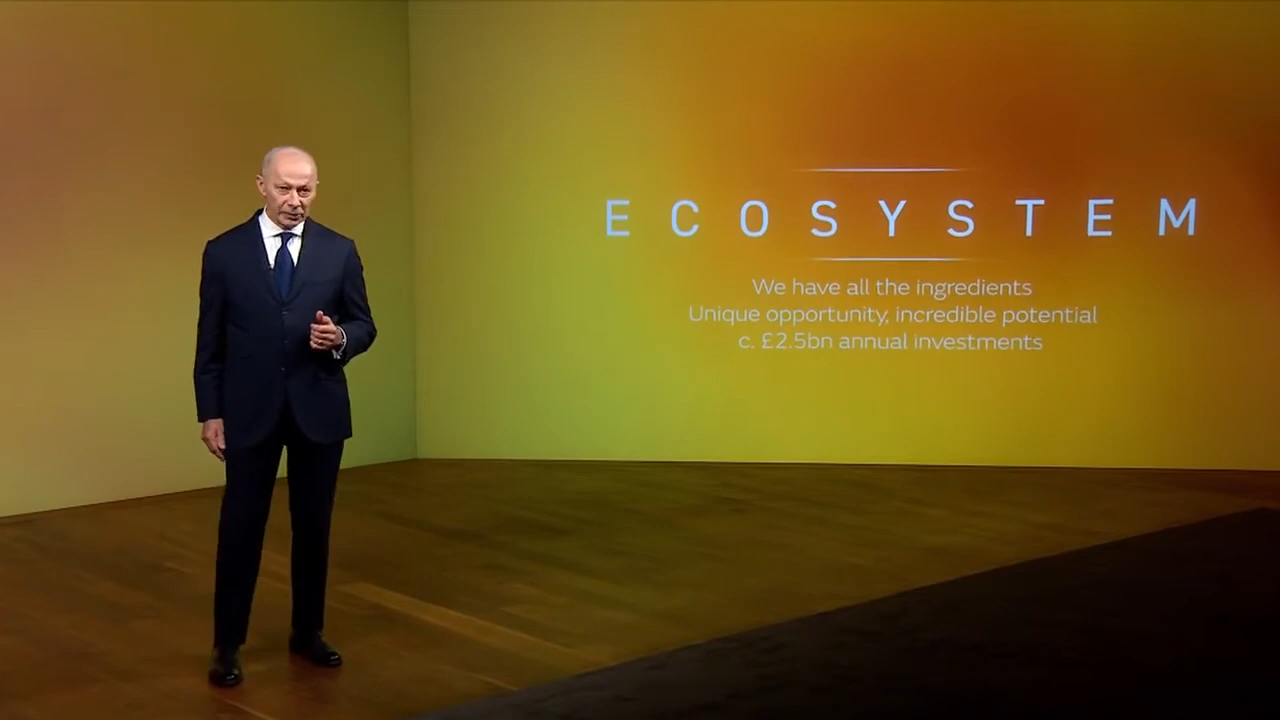 ECOSYSTEM
We have all the ingredients
Unique opportunity, incredible potential
c. £2.5bn annual investments